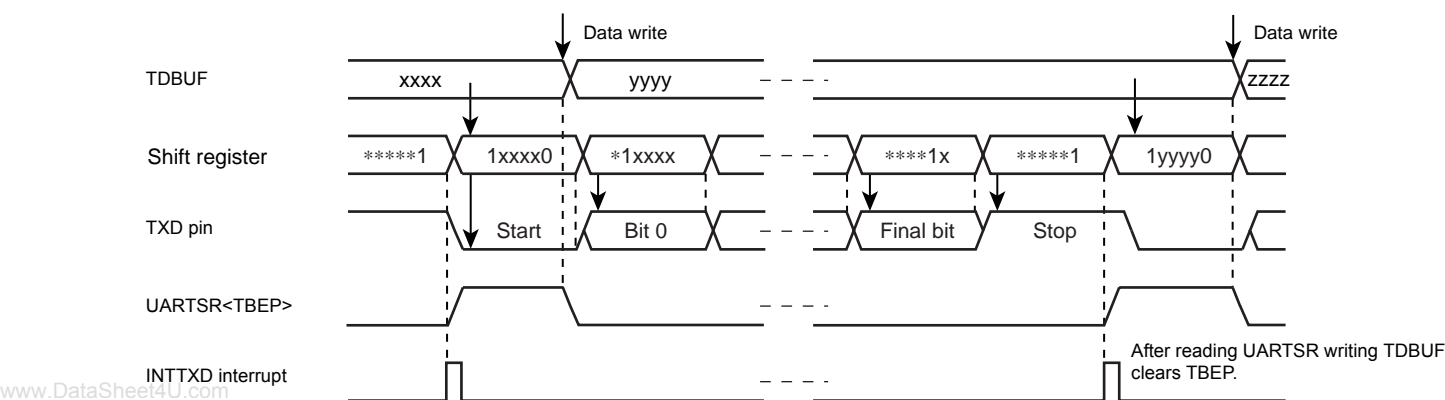 Data write Data write
TDBUF xxxx yyyy zzzz
Shift register *****1 1xxxx0 *1xxxx ****1x *****1 1yyyy0
TXD pin Start Bit 0 Final bit Stop
UARTSR<TBEP>
After reading UARTSR writing TDBUF
clears TBEP.
INTTXD interrupt
www.DataSheet4U.com